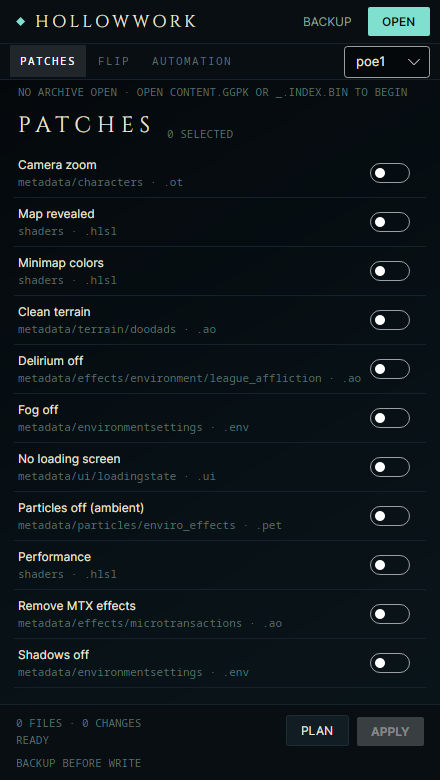 HOLLOWWORK
BACKUP
OPEN
PATCHES
FLIP
AUTOMATION
poe1
NO ARCHIVE OPEN · OPEN CONTENT.GGPK OR _.INDEX.BIN TO BEGIN
PATCHES
0 SELECTED
Camera zoom
metadata/characters · .ot
Map revealed
shaders · .hlsl
Minimap colors
shaders · .hlsl
Clean terrain
metadata/terrain/doodads · .ao
Delirium off
metadata/effects/environment/league_affliction · .ao
Fog off
metadata/environmentsettings · .env
No loading screen
metadata/ui/loadingstate · .ui
Particles off (ambient)
metadata/particles/enviro_effects · .pet
Performance
shaders · .hlsl
Remove MTX effects
metadata/effects/microtransactions · .ao
Shadows off
metadata/environmentsettings · .env
0 FILES · 0 CHANGES
READY
BACKUP BEFORE WRITE
PLAN
APPLY